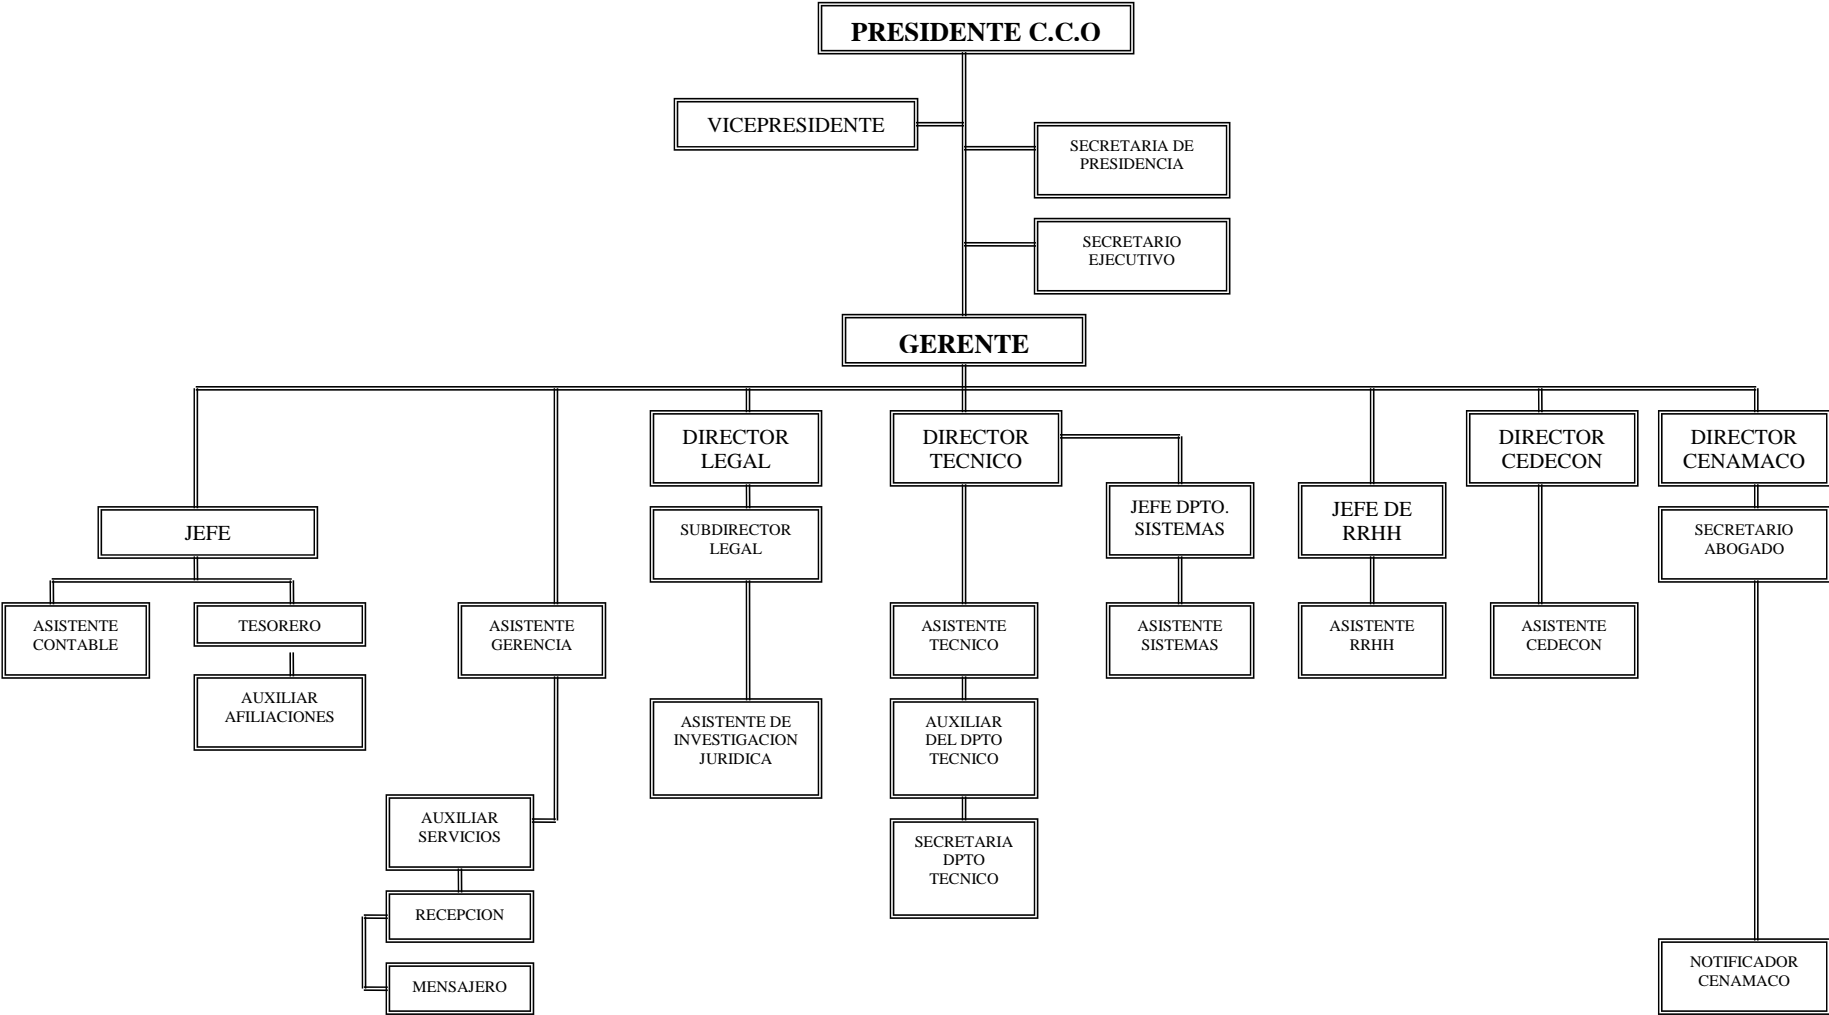 PRESIDENTE C.C.O
VICEPRESIDENTE
SECRETARIA DE
PRESIDENCIA
SECRETARIO
EJECUTIVO
GERENTE
DIRECTOR
LEGAL
DIRECTOR
TECNICO
DIRECTOR
CEDECON
DIRECTOR
CENAMACO
JEFE
SUBDIRECTOR
LEGAL
JEFE DPTO.
SISTEMAS
JEFE DE
RRHH
SECRETARIO
ABOGADO
ASISTENTE
CONTABLE
TESORERO
ASISTENTE
GERENCIA
ASISTENTE
TECNICO
ASISTENTE
SISTEMAS
ASISTENTE
RRHH
ASISTENTE
CEDECON
AUXILIAR
AFILIACIONES
ASISTENTE DE
INVESTIGACION
JURIDICA
AUXILIAR
DEL DPTO
TECNICO
AUXILIAR
SERVICIOS
SECRETARIA
DPTO
TECNICO
RECEPCION
MENSAJERO
NOTIFICADOR
CENAMACO